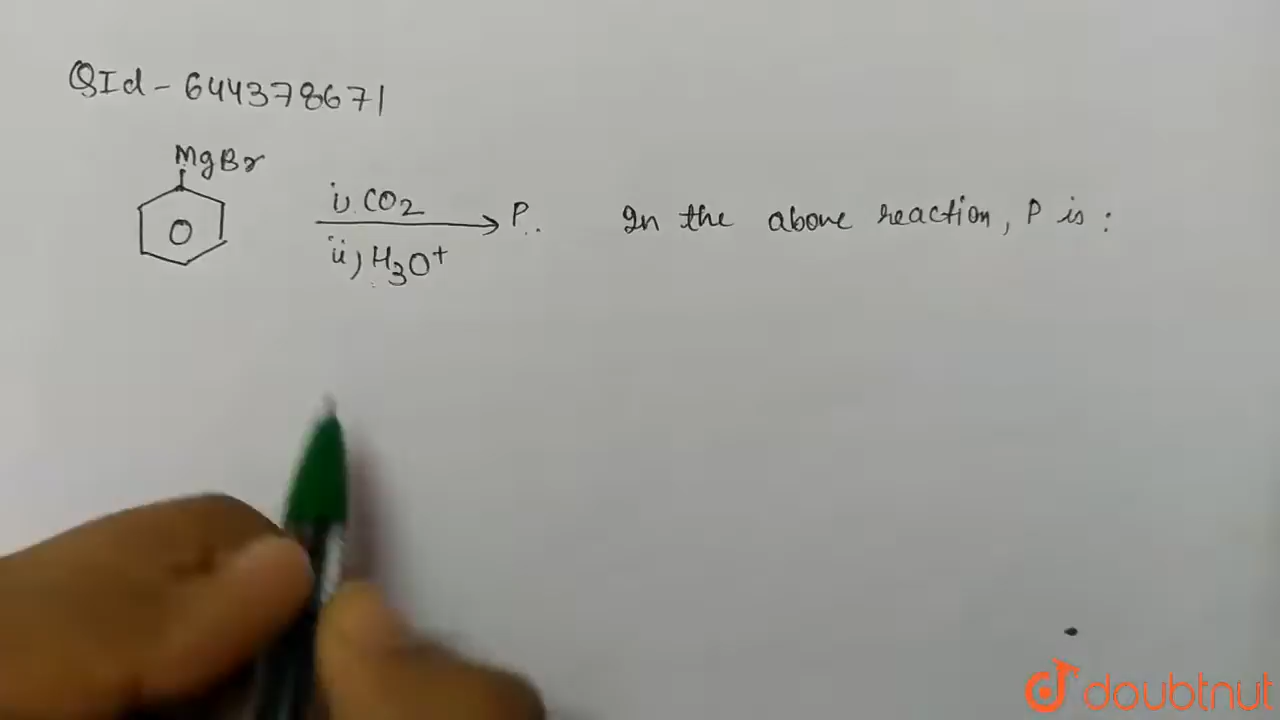 QId - 644378671
MgBr
i) CO2
P.
ii) H3O+
In the above reaction, P is :
doubtnut